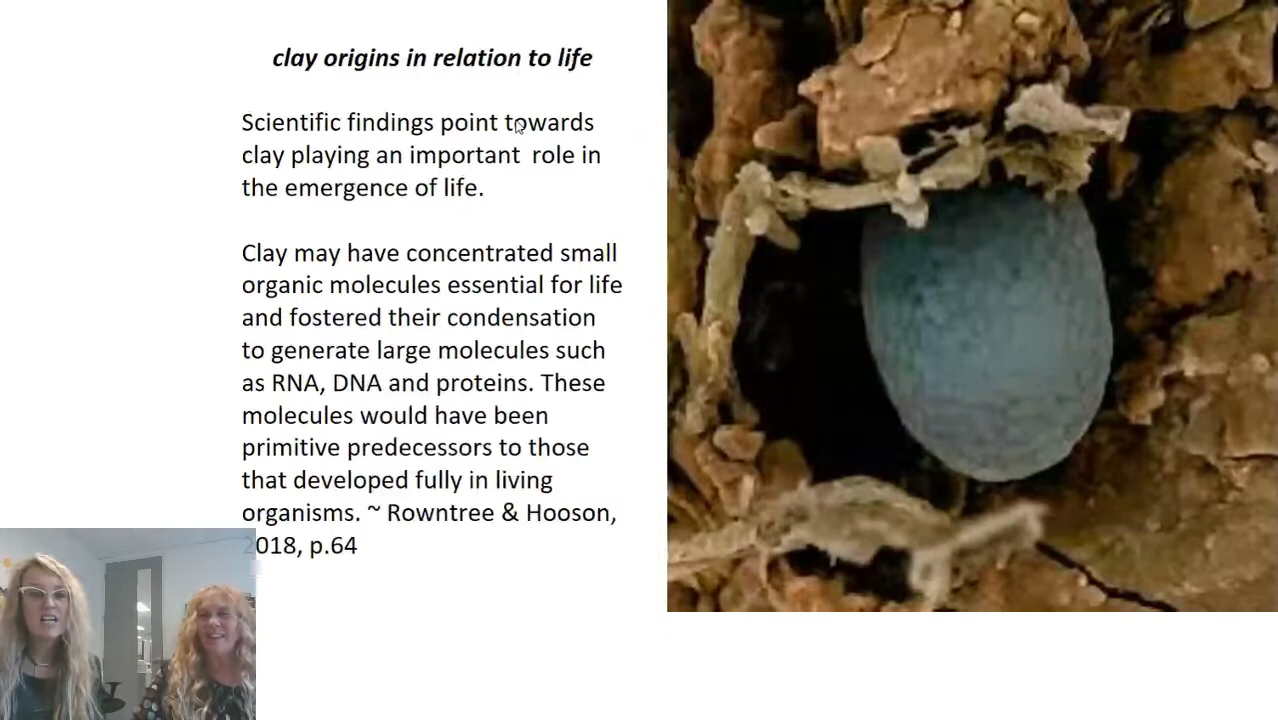 clay origins in relation to life
Scientific findings point towards
clay playing an important role in
the emergence of life.
Clay may have concentrated small
organic molecules essential for life
and fostered their condensation
to generate large molecules such
as RNA, DNA and proteins. These
molecules would have been
primitive predecessors to those
that developed fully in living
organisms. ~ Rowntree & Hooson,
2018, p.64